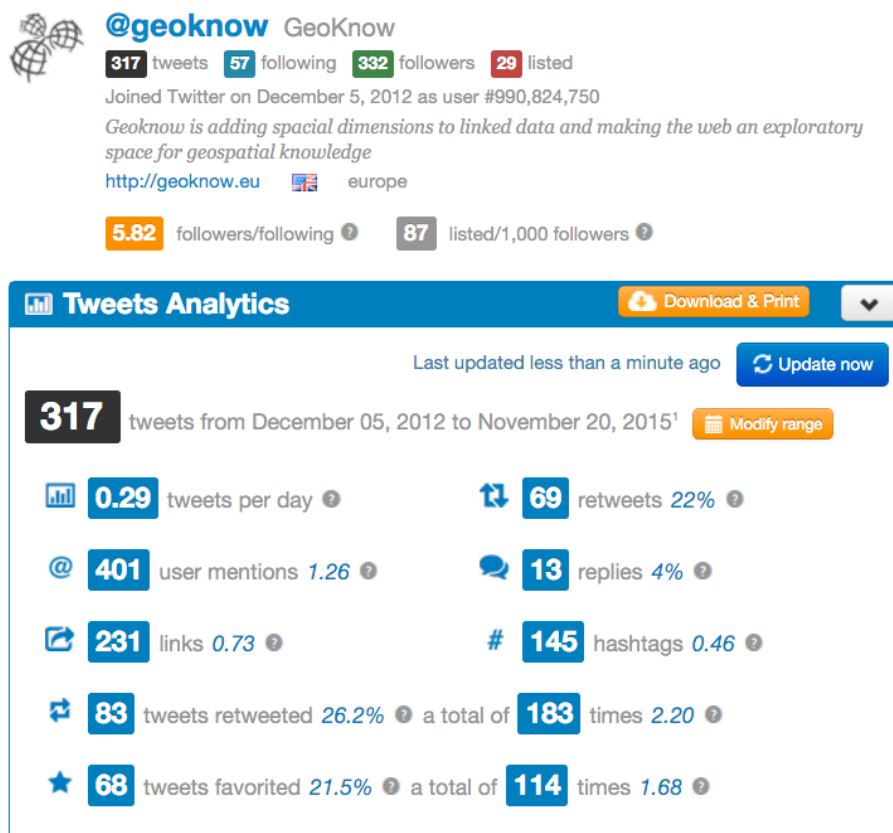 @geoknow GeoKnow
317 tweets 57 following 332 followers 29 listed
Joined Twitter on December 5, 2012 as user #990,824,750
Geoknow is adding spacial dimensions to linked data and making the web an exploratory
space for geospatial knowledge
http://geoknow.eu europe
5.82 followers/following ? 87 listed/1,000 followers ?
Tweets Analytics Download & Print
Last updated less than a minute ago Update now
317 tweets from December 05, 2012 to November 20, 2015¹ Modify range
0.29 tweets per day ? 69 retweets 22% ?
@ 401 user mentions 1.26 ? 13 replies 4% ?
231 links 0.73 ? # 145 hashtags 0.46 ?
83 tweets retweeted 26.2% ? a total of 183 times 2.20 ?
68 tweets favorited 21.5% ? a total of 114 times 1.68 ?